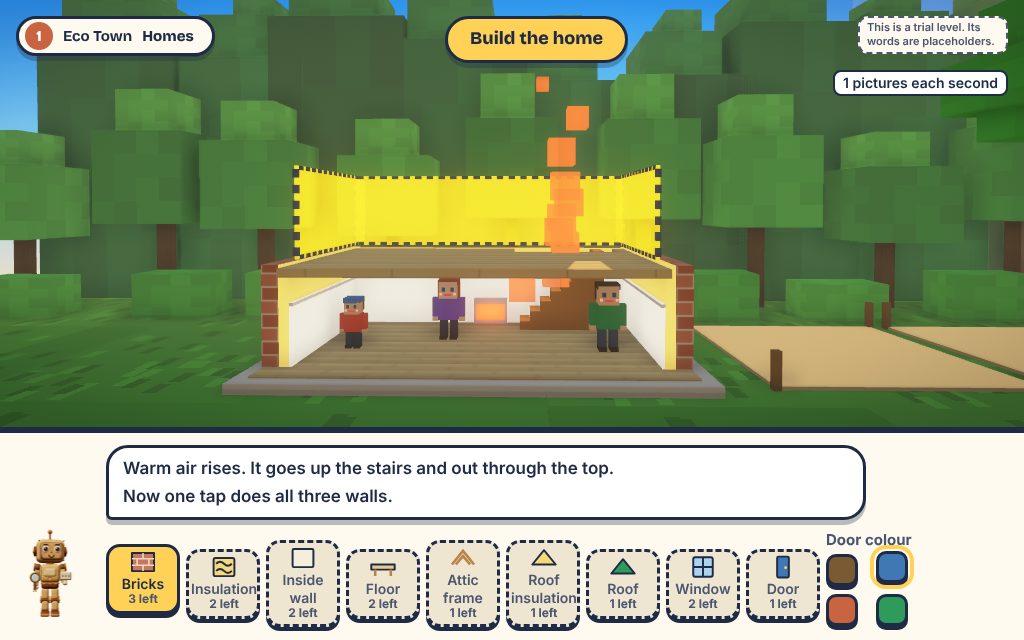 1 Eco Town Homes
Build the home
This is a trial level. Its
words are placeholders.
1 pictures each second
Warm air rises. It goes up the stairs and out through the top.
Now one tap does all three walls.
Bricks
3 left
Insulation
2 left
Inside
wall
2 left
Floor
2 left
Attic
frame
1 left
Roof
insulation
1 left
Roof
1 left
Window
2 left
Door
1 left
Door colour